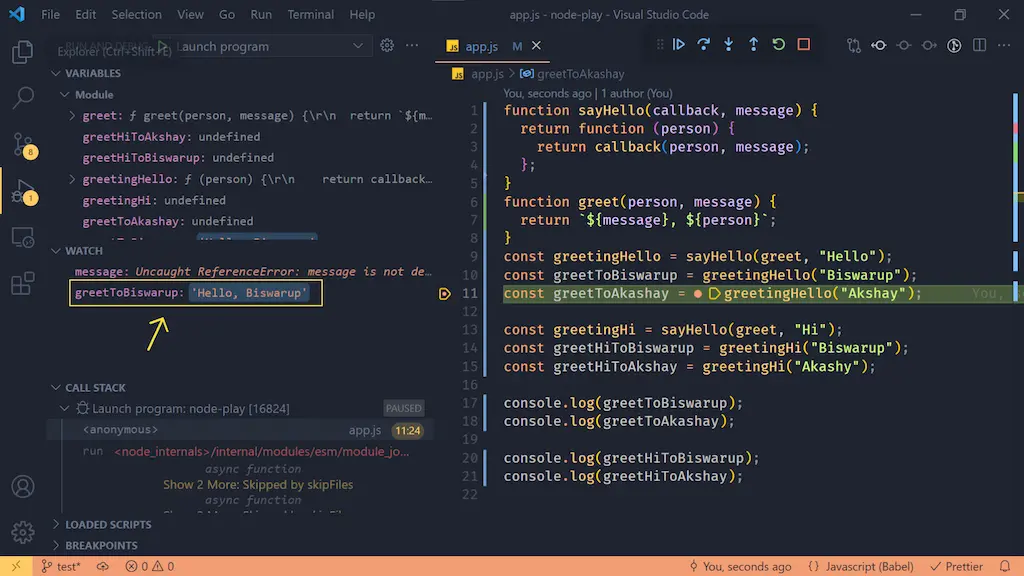 File Edit Selection View Go Run Terminal Help app.js - node-play - Visual Studio Code
Explorer (Ctrl+Shift+E) Launch program
JS app.js M
VARIABLES
Module
greet: ƒ greet(person, message) {\r\n return `${m…
greetHiToAkshay: undefined
greetHiToBiswarup: undefined
greetingHello: ƒ (person) {\r\n return callback…
greetingHi: undefined
greetToAkashay: undefined
WATCH
message: Uncaught ReferenceError: message is not de…
greetToBiswarup: 'Hello, Biswarup'
CALL STACK
Launch program: node-play [16824] PAUSED
<anonymous> app.js 11:24
run <node_internals>/internal/modules/esm/module_jo…
async function
Show 2 More: Skipped by skipFiles
async function
LOADED SCRIPTS
BREAKPOINTS
8
1
JS app.js > greetToAkashay
You, seconds ago | 1 author (You)
1 function sayHello(callback, message) {
2 return function (person) {
3 return callback(person, message);
4 };
5 }
6 function greet(person, message) {
7 return `${message}, ${person}`;
8 }
9 const greetingHello = sayHello(greet, "Hello");
10 const greetToBiswarup = greetingHello("Biswarup");
11 const greetToAkashay = greetingHello("Akshay"); You,
12
13 const greetingHi = sayHello(greet, "Hi");
14 const greetHiToBiswarup = greetingHi("Biswarup");
15 const greetHiToAkshay = greetingHi("Akashy");
16
17 console.log(greetToBiswarup);
18 console.log(greetToAkashay);
19
20 console.log(greetHiToBiswarup);
21 console.log(greetHiToAkshay);
22
test* 0 0 You, seconds ago {} Javascript (Babel) Prettier